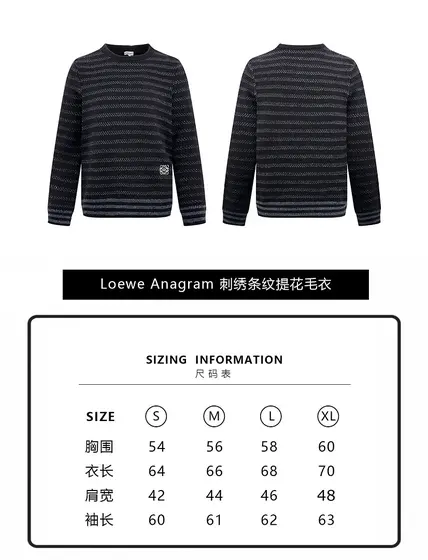 Loewe Anagram 刺绣条纹提花毛衣
SIZING INFORMATION
尺码表
SIZE S M L XL
胸围 54 56 58 60
衣长 64 66 68 70
肩宽 42 44 46 48
袖长 60 61 62 63